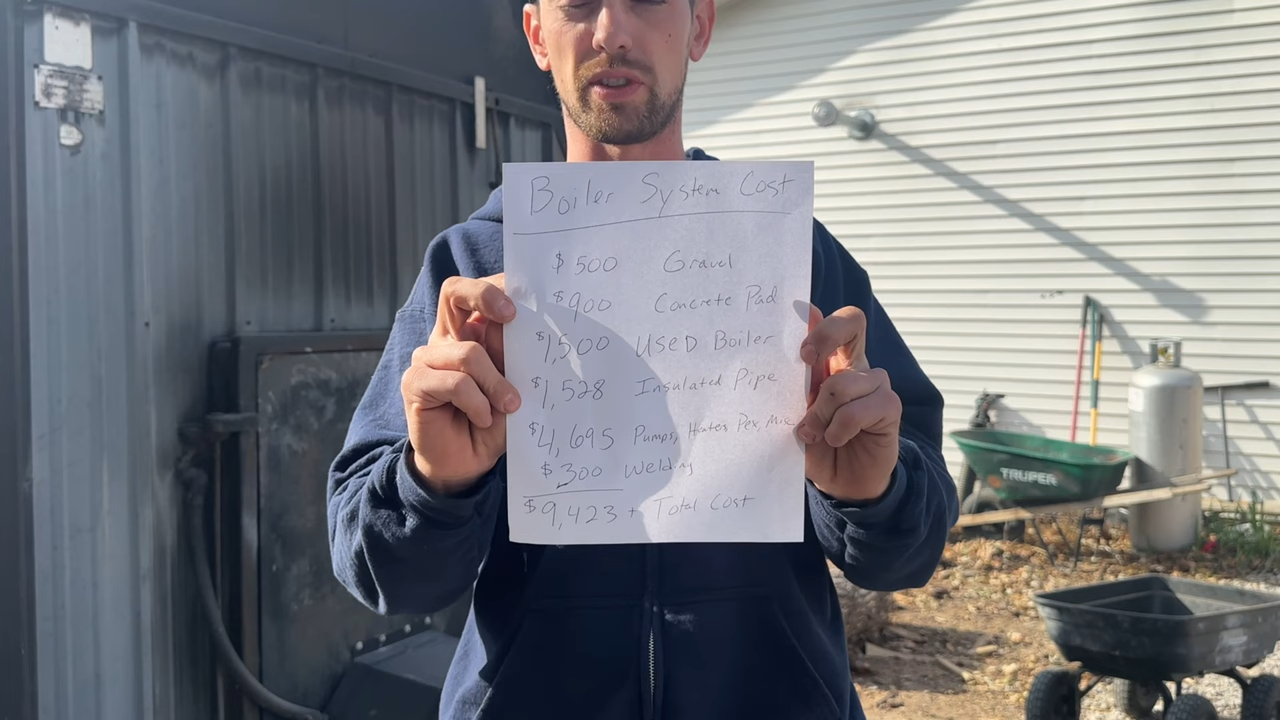 Boiler System Cost
$500 Gravel
$900 Concrete Pad
$1,500 USED Boiler
$1,528 Insulated Pipe
$4,695 Pumps, Heater, Pex, Misc.
$300 Welding
$9,423+ Total Cost
TRUPER